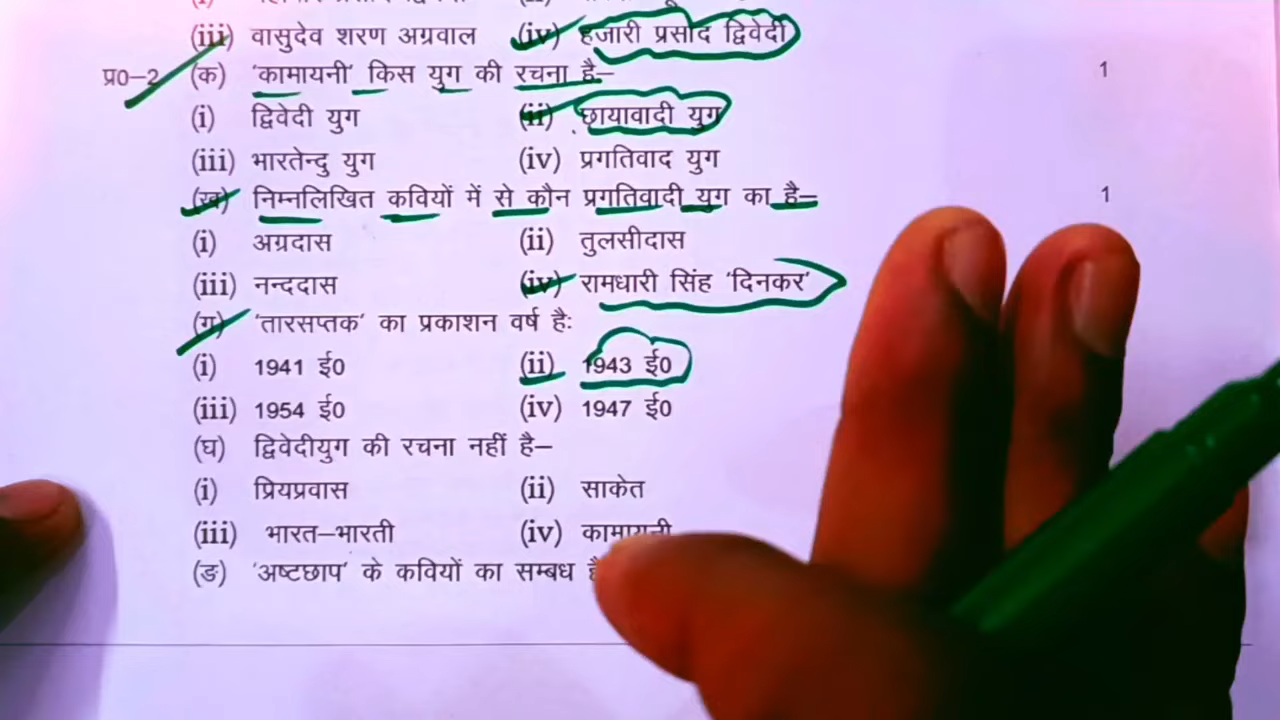 (iii) वासुदेव शरण अग्रवाल (iv) हजारी प्रसाद द्विवेदी
प्र0–2 (क) 'कामायनी' किस युग की रचना है– 1
(i) द्विवेदी युग (ii) छायावादी युग
(iii) भारतेन्दु युग (iv) प्रगतिवाद युग
(ख) निम्नलिखित कवियों में से कौन प्रगतिवादी युग का है– 1
(i) अग्रदास (ii) तुलसीदास
(iii) नन्ददास (iv) रामधारी सिंह 'दिनकर'
(ग) 'तारसप्तक' का प्रकाशन वर्ष हैः
(i) 1941 ई0 (ii) 1943 ई0
(iii) 1954 ई0 (iv) 1947 ई0
(घ) द्विवेदीयुग की रचना नहीं है–
(i) प्रियप्रवास (ii) साकेत
(iii) भारत–भारती (iv) कामायनी
(ङ) 'अष्टछाप' के कवियों का सम्बध